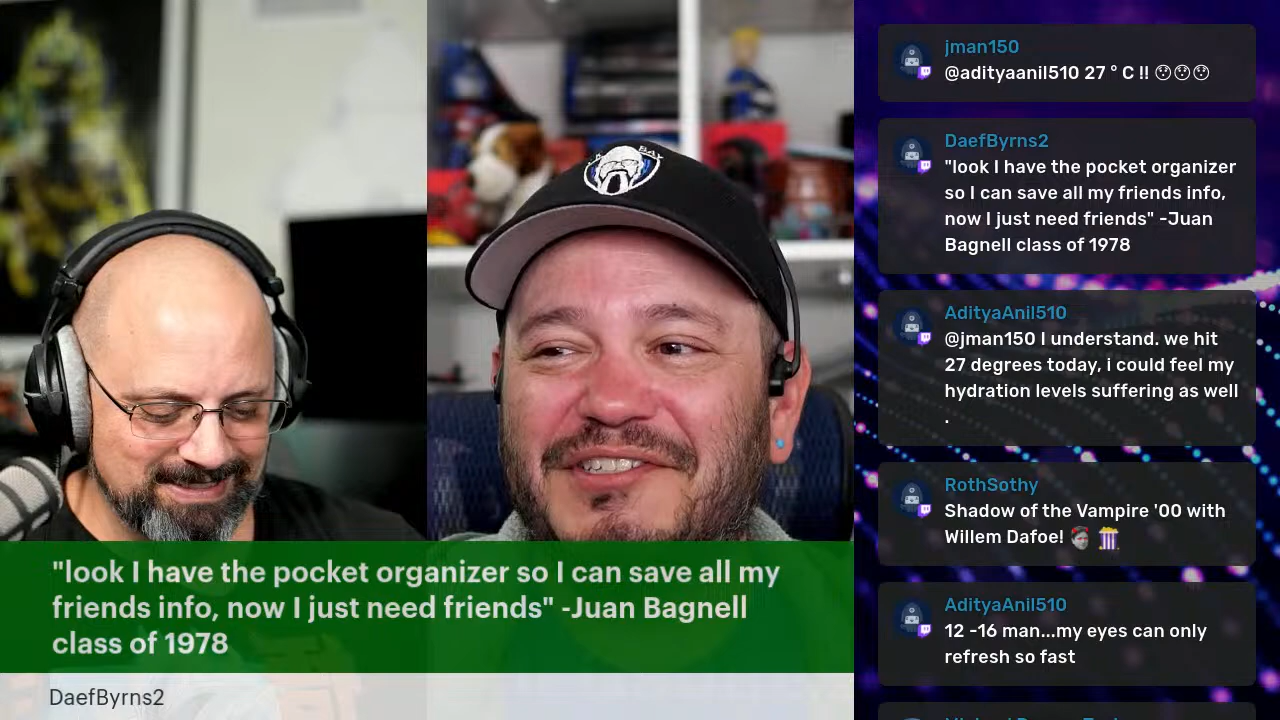 "look I have the pocket organizer so I can save all my
friends info, now I just need friends" -Juan Bagnell
class of 1978
DaefByrns2
jman150
@adityaanil510 27 ° C !! 😯😯😯
DaefByrns2
"look I have the pocket organizer
so I can save all my friends info,
now I just need friends" -Juan
Bagnell class of 1978
AdityaAnil510
@jman150 I understand. we hit
27 degrees today, i could feel my
hydration levels suffering as well
.
RothSothy
Shadow of the Vampire '00 with
Willem Dafoe!
AdityaAnil510
12 -16 man...my eyes can only
refresh so fast